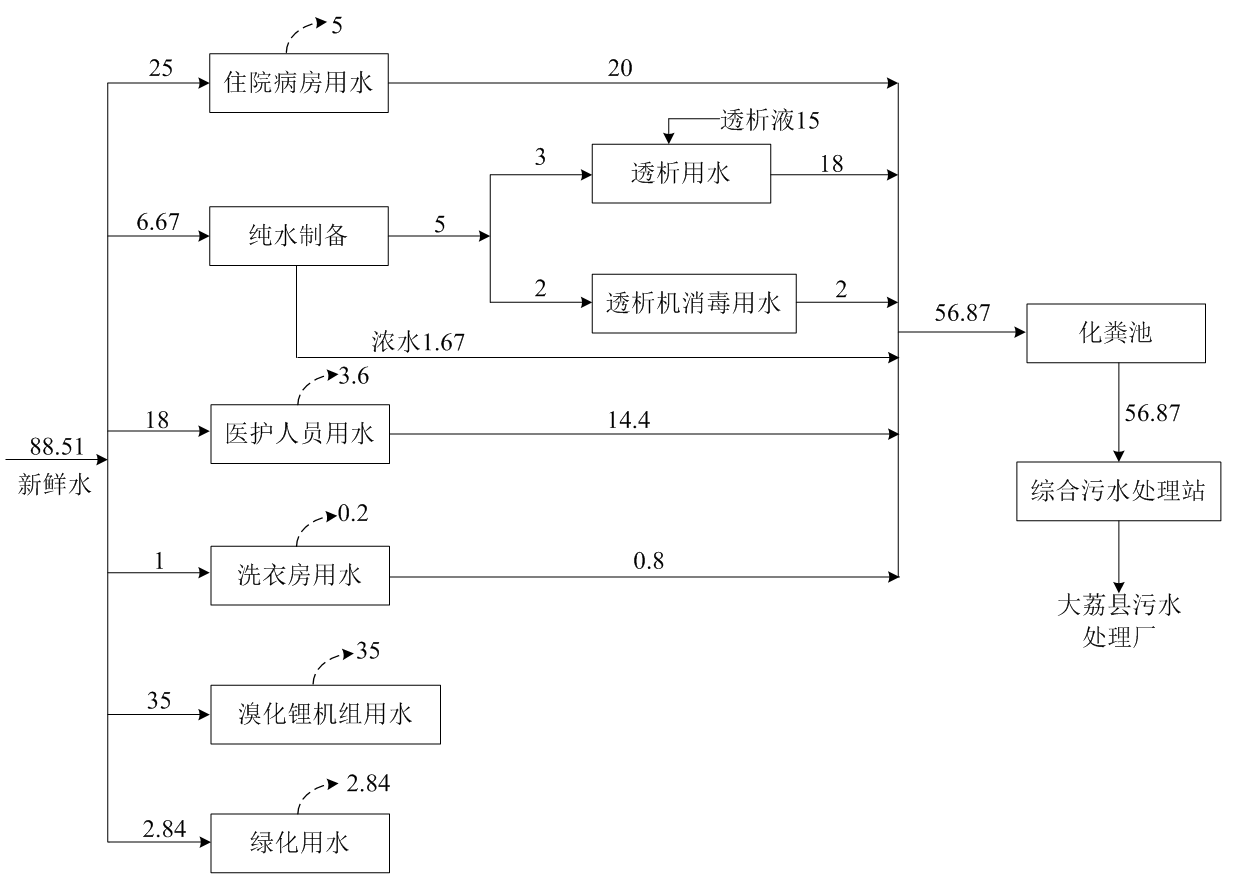 5
25
住院病房用水
20
透析液15
3
透析用水
18
6.67
纯水制备
5
2
透析机消毒用水
2
56.87
化粪池
浓水1.67
3.6
18
医护人员用水
14.4
56.87
88.51
新鲜水
综合污水处理站
0.2
1
洗衣房用水
0.8
大荔县污水
处理厂
35
35
溴化锂机组用水
2.84
2.84
绿化用水